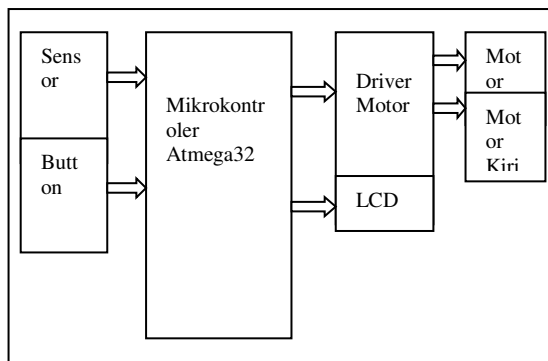 Sens
or
Butt
on
Mikrokontr
oler
Atmega32
Driver
Motor
LCD
Mot
or
Mot
or
Kiri